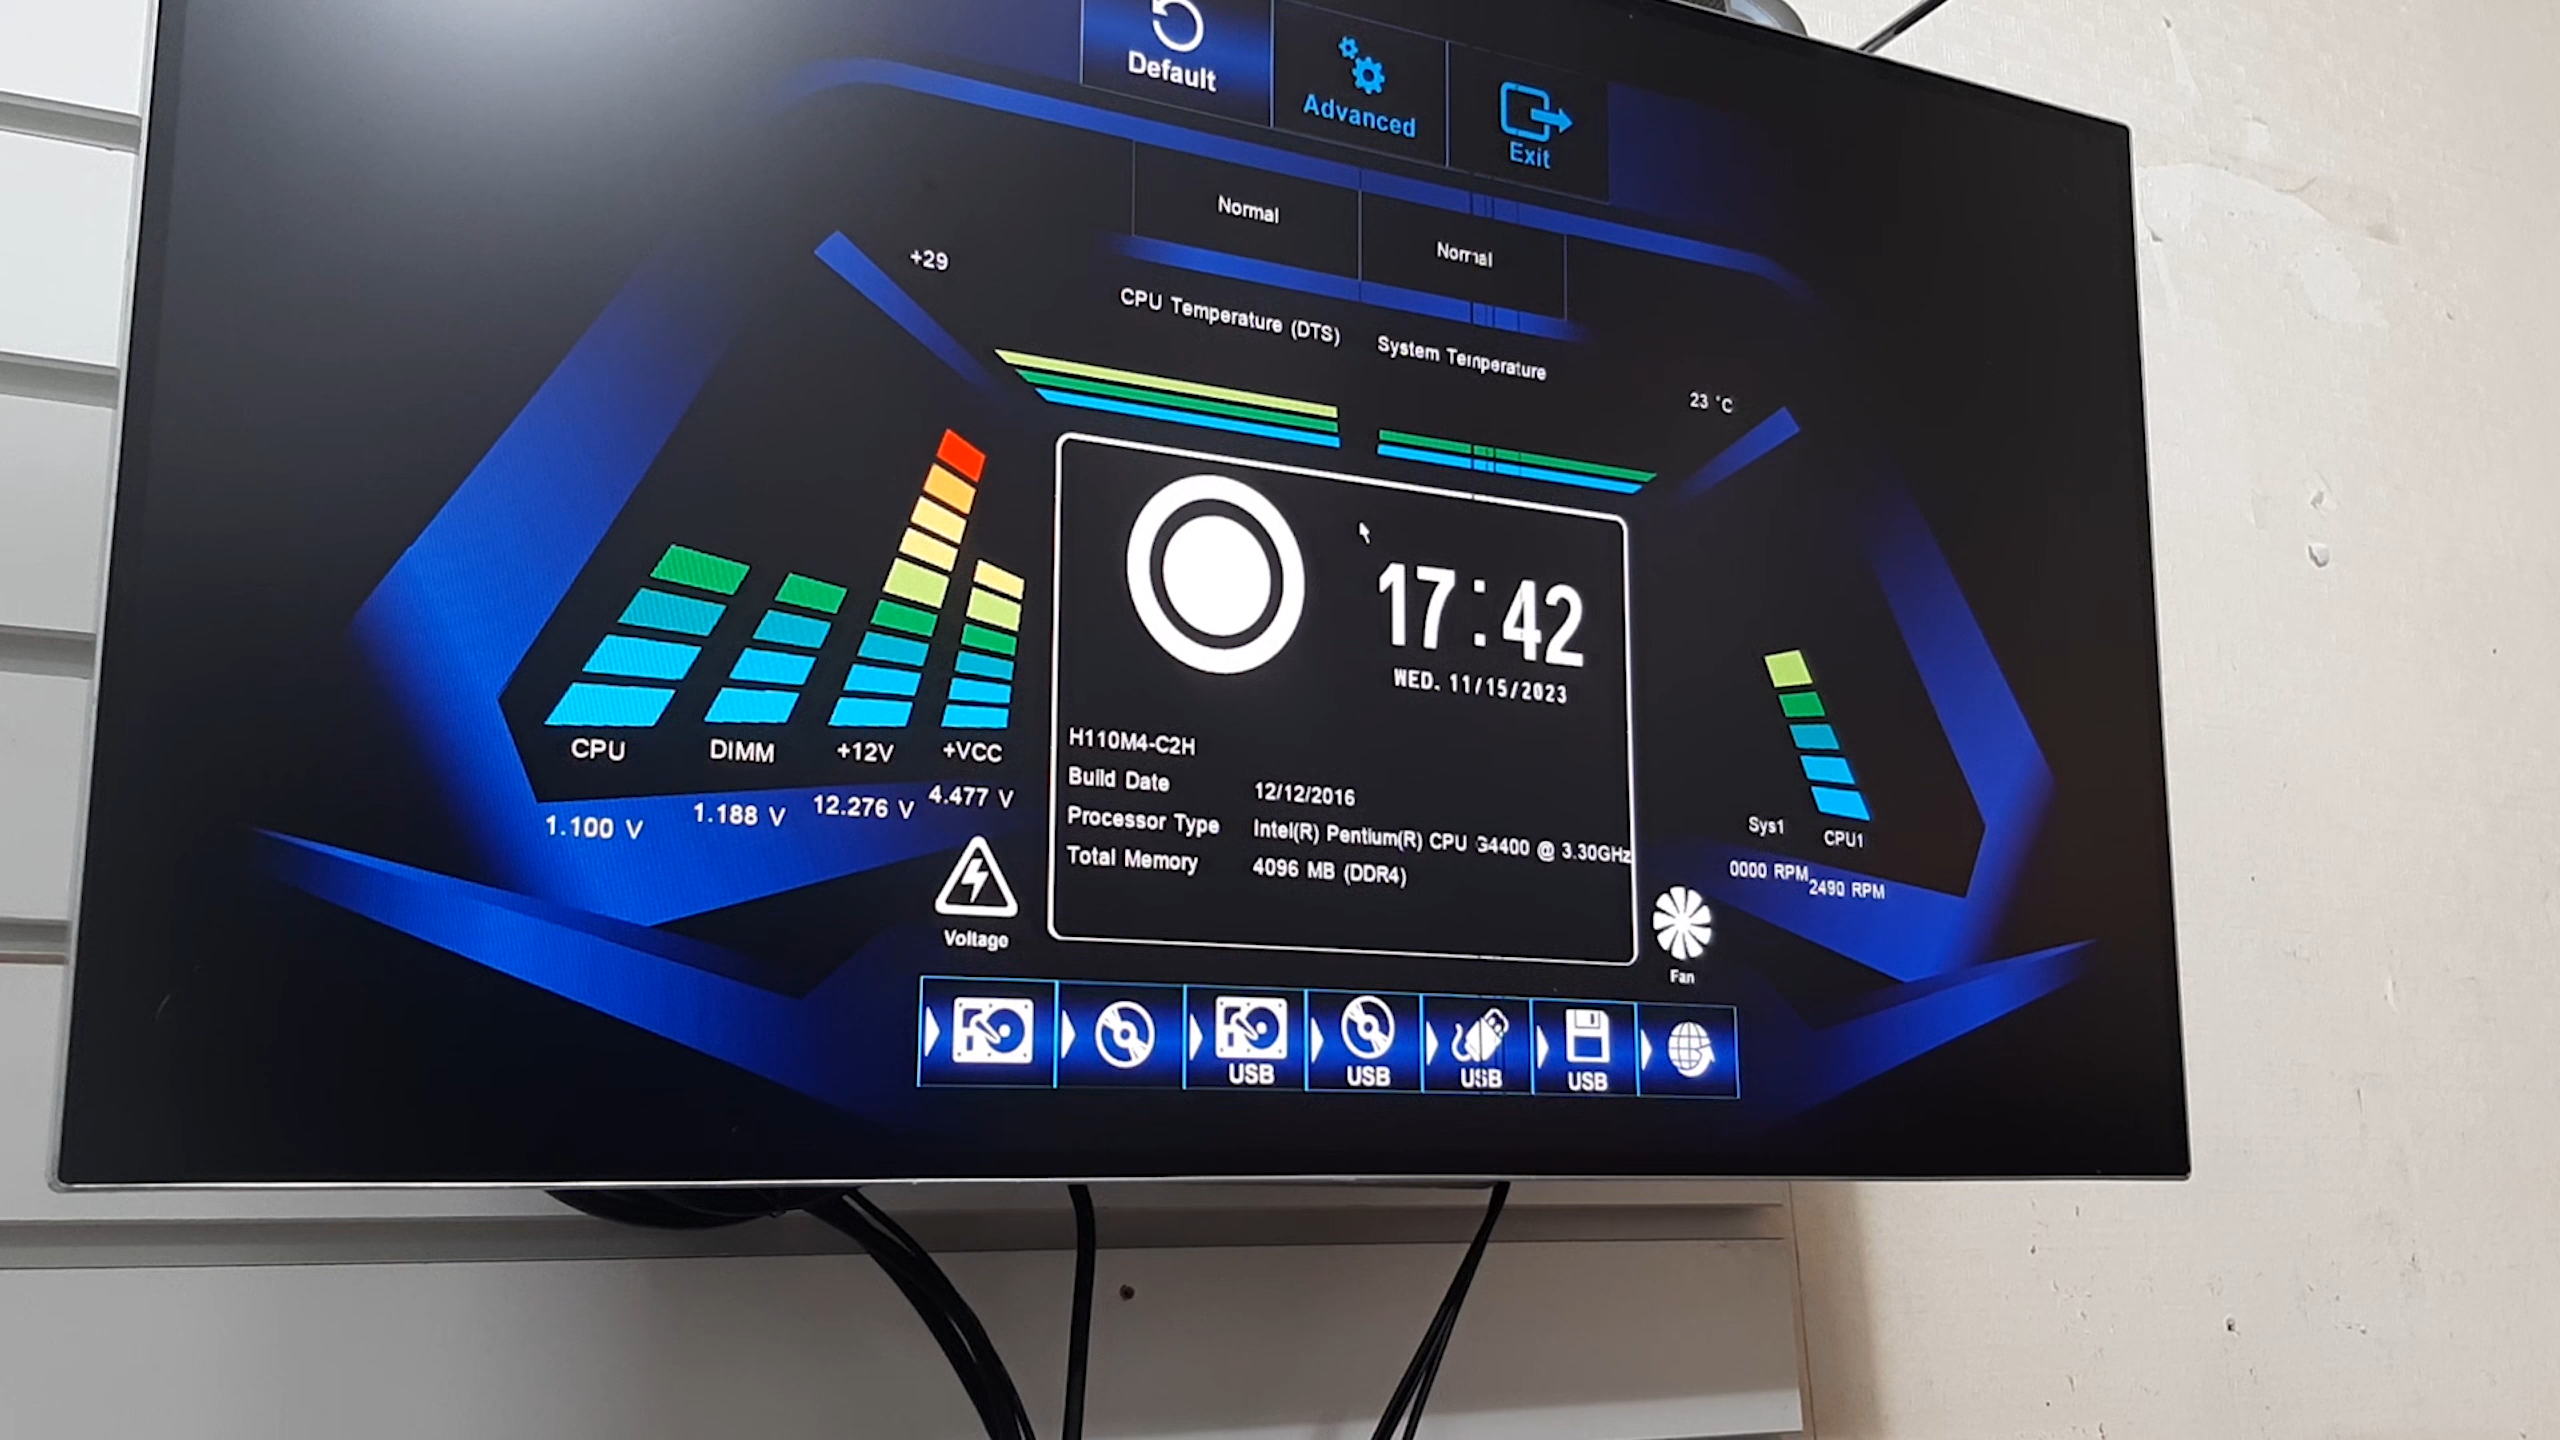 Default
Advanced
Exit
Normal
Normal
+29
CPU Temperature (DTS)
System Temperature
23 °C
17:42
WED. 11/15/2023
H110M4-C2H
Build Date 12/12/2016
Processor Type Intel(R) Pentium(R) CPU G4400 @ 3.30GHz
Total Memory 4096 MB (DDR4)
CPU
DIMM
+12V
+VCC
1.100 V
1.188 V
12.276 V
4.477 V
Voltage
Sys1
CPU1
0000 RPM
2490 RPM
Fan
USB
USB
USB
USB